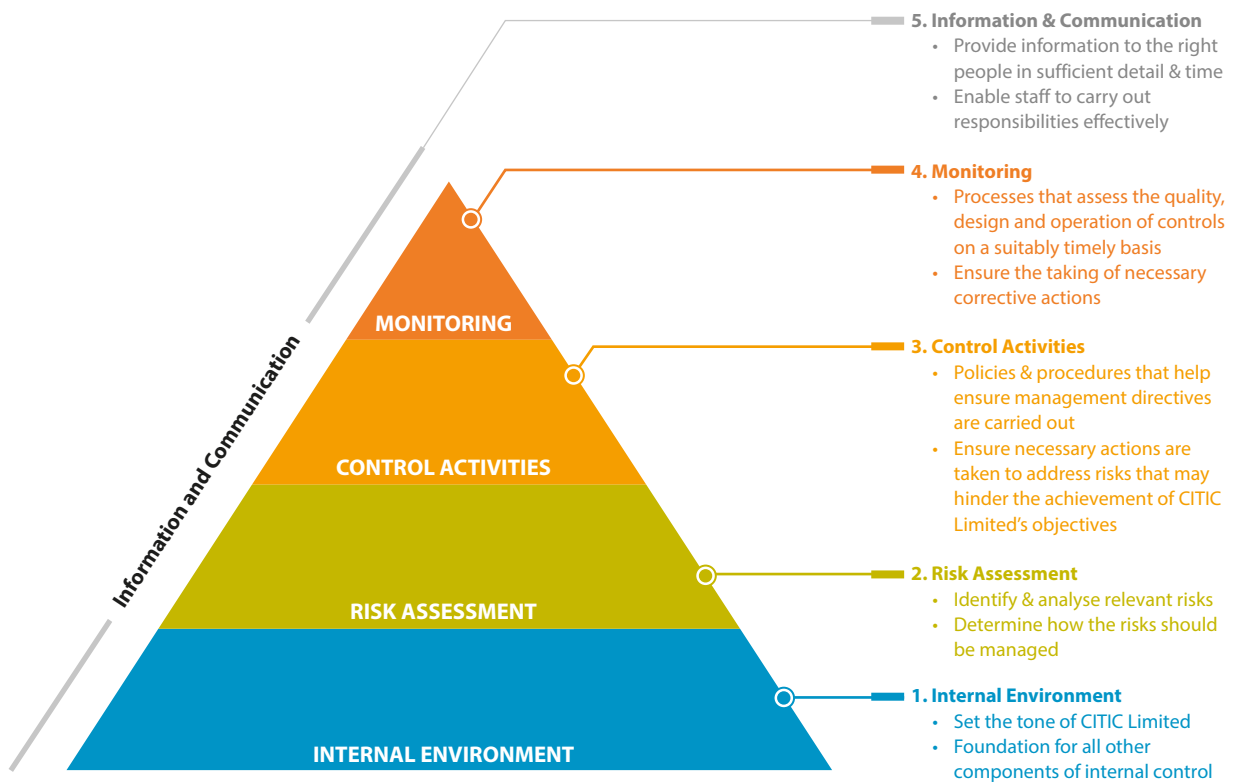 5. Information & Communication
• Provide information to the right
people in sufficient detail & time
• Enable staff to carry out
responsibilities effectively
4. Monitoring
• Processes that assess the quality,
design and operation of controls
on a suitably timely basis
• Ensure the taking of necessary
corrective actions
3. Control Activities
• Policies & procedures that help
ensure management directives
are carried out
• Ensure necessary actions are
taken to address risks that may
hinder the achievement of CITIC
Limited’s objectives
2. Risk Assessment
• Identify & analyse relevant risks
• Determine how the risks should
be managed
1. Internal Environment
• Set the tone of CITIC Limited
• Foundation for all other
components of internal control
Information and Communication
MONITORING
CONTROL ACTIVITIES
RISK ASSESSMENT
INTERNAL ENVIRONMENT